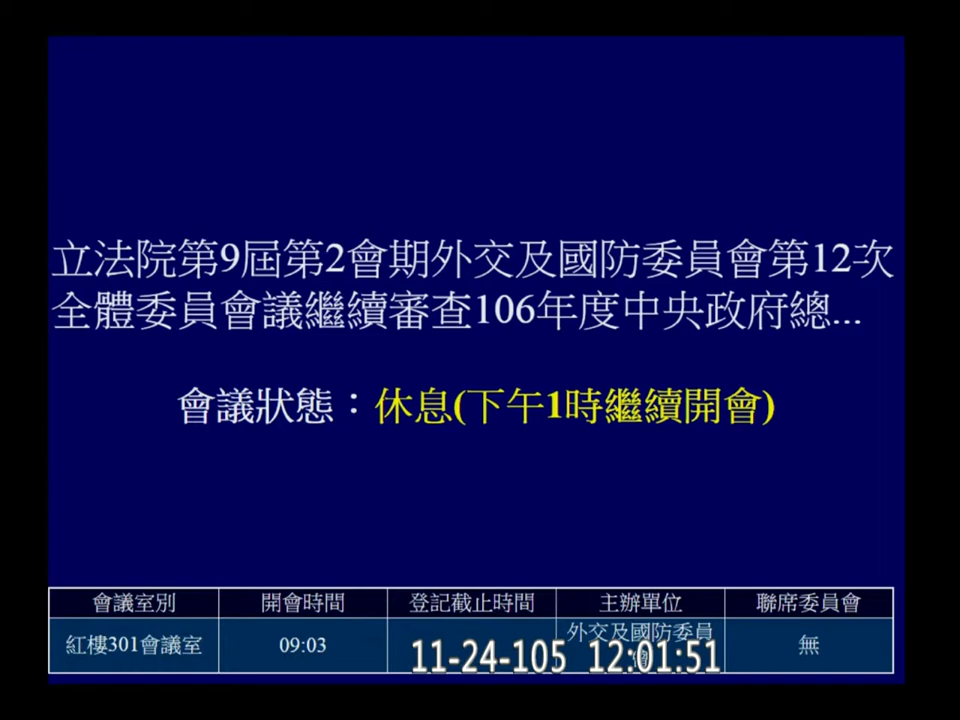 立法院第9屆第2會期外交及國防委員會第12次
全體委員會議繼續審查106年度中央政府總...
會議狀態：休息(下午1時繼續開會)
會議室別 開會時間 登記截止時間 主辦單位 聯席委員會
紅樓301會議室 09:03 外交及國防委員 無
11-24-105 12:01:51